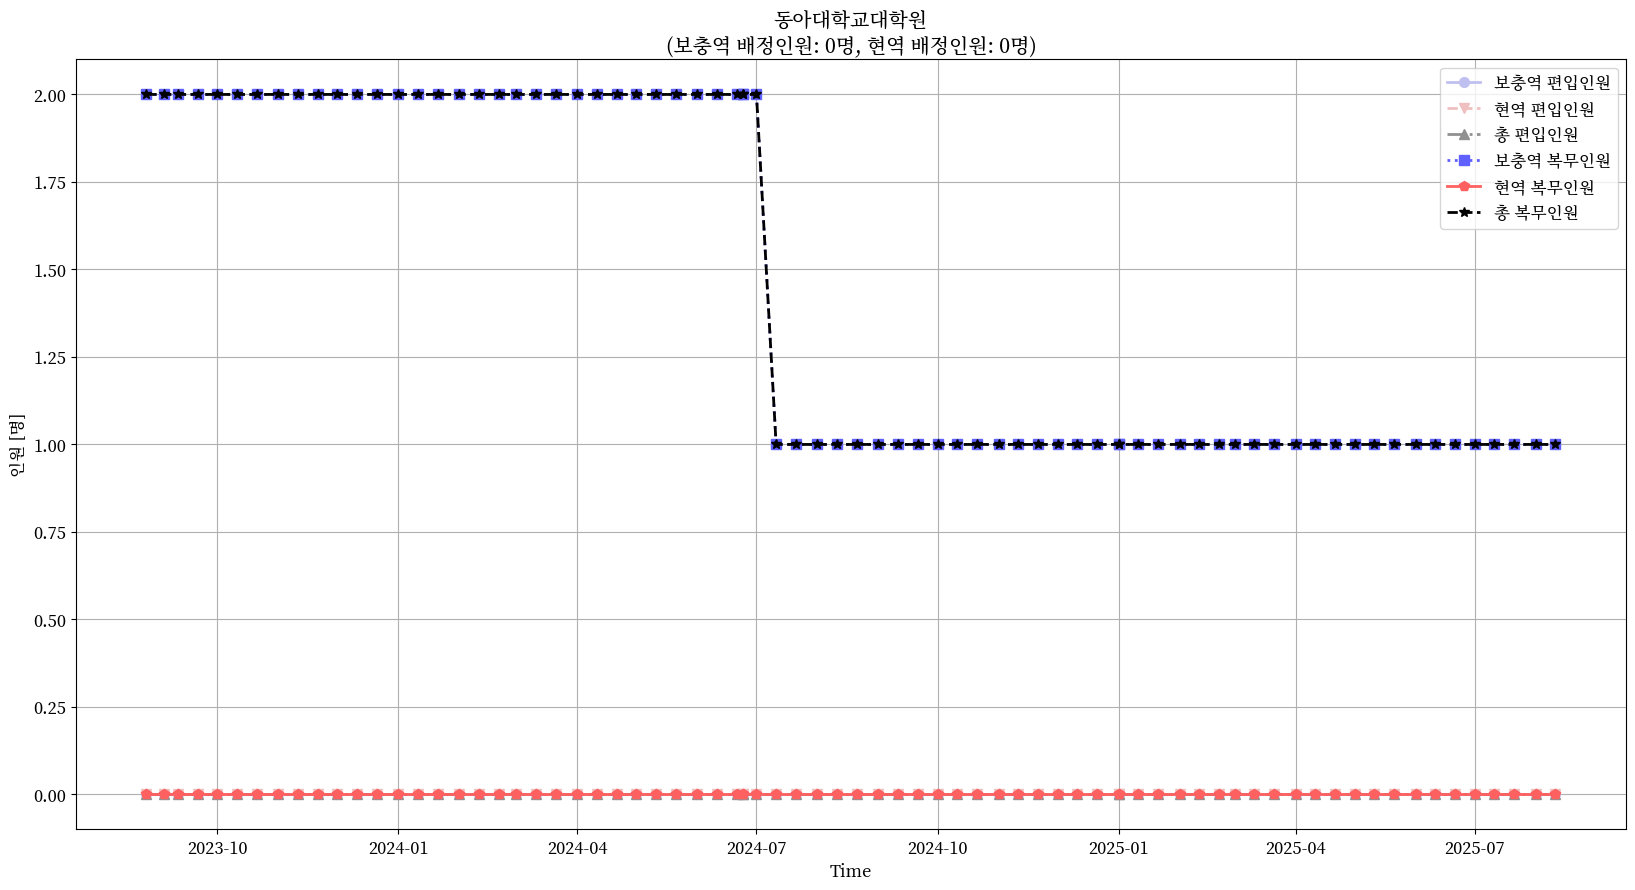 동아대학교대학원
(보충역 배정인원: 0명, 현역 배정인원: 0명)
보충역 편입인원
현역 편입인원
총 편입인원
보충역 복무인원
현역 복무인원
총 복무인원
인원 [명]
2.00
1.75
1.50
1.25
1.00
0.75
0.50
0.25
0.00
2023-10
2024-01
2024-04
2024-07
2024-10
2025-01
2025-04
2025-07
Time